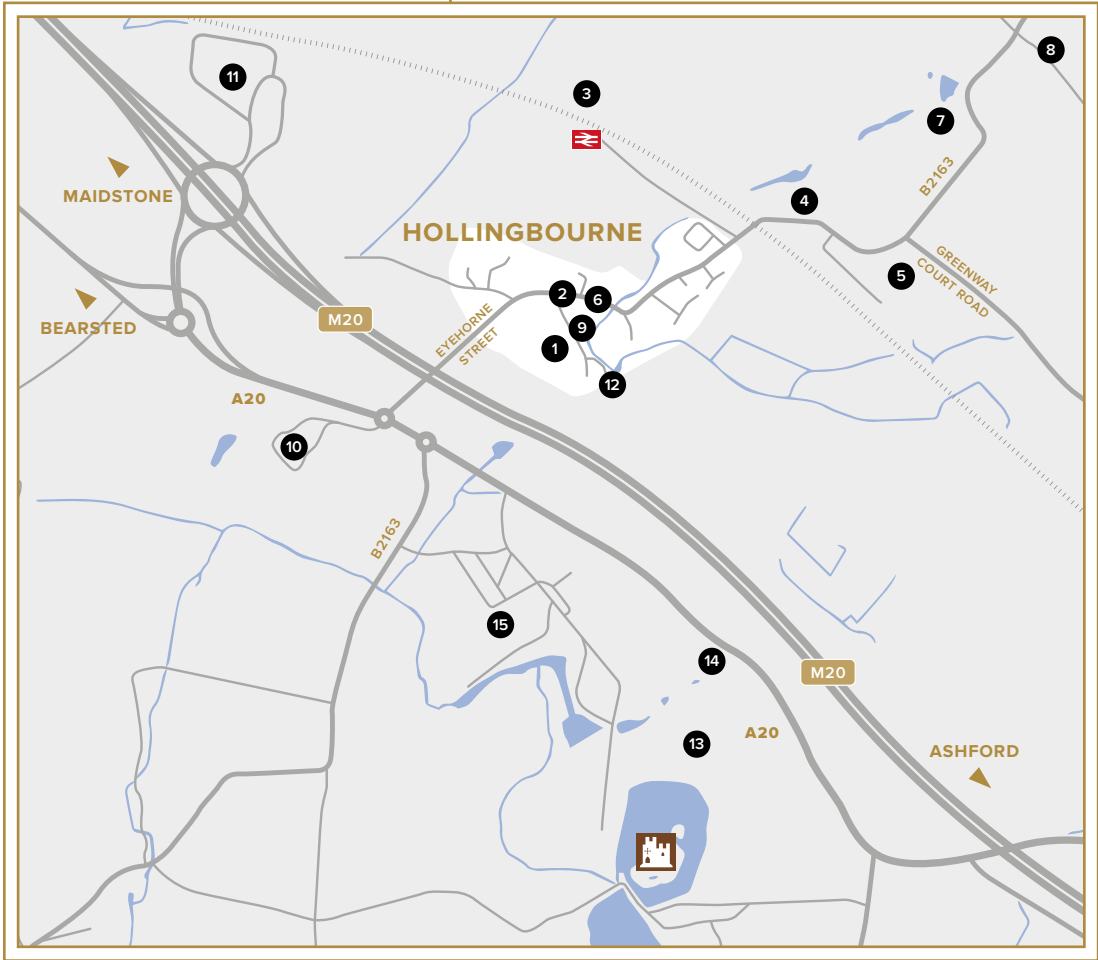 8
11
3
7
MAIDSTONE
B2163
4
HOLLINGBOURNE
GREENWAY
COURT ROAD
5
2
6
BEARSTED
M20
9
EYEHORNE
STREET
1
12
A20
10
B2163
15
14
M20
13
A20
ASHFORD